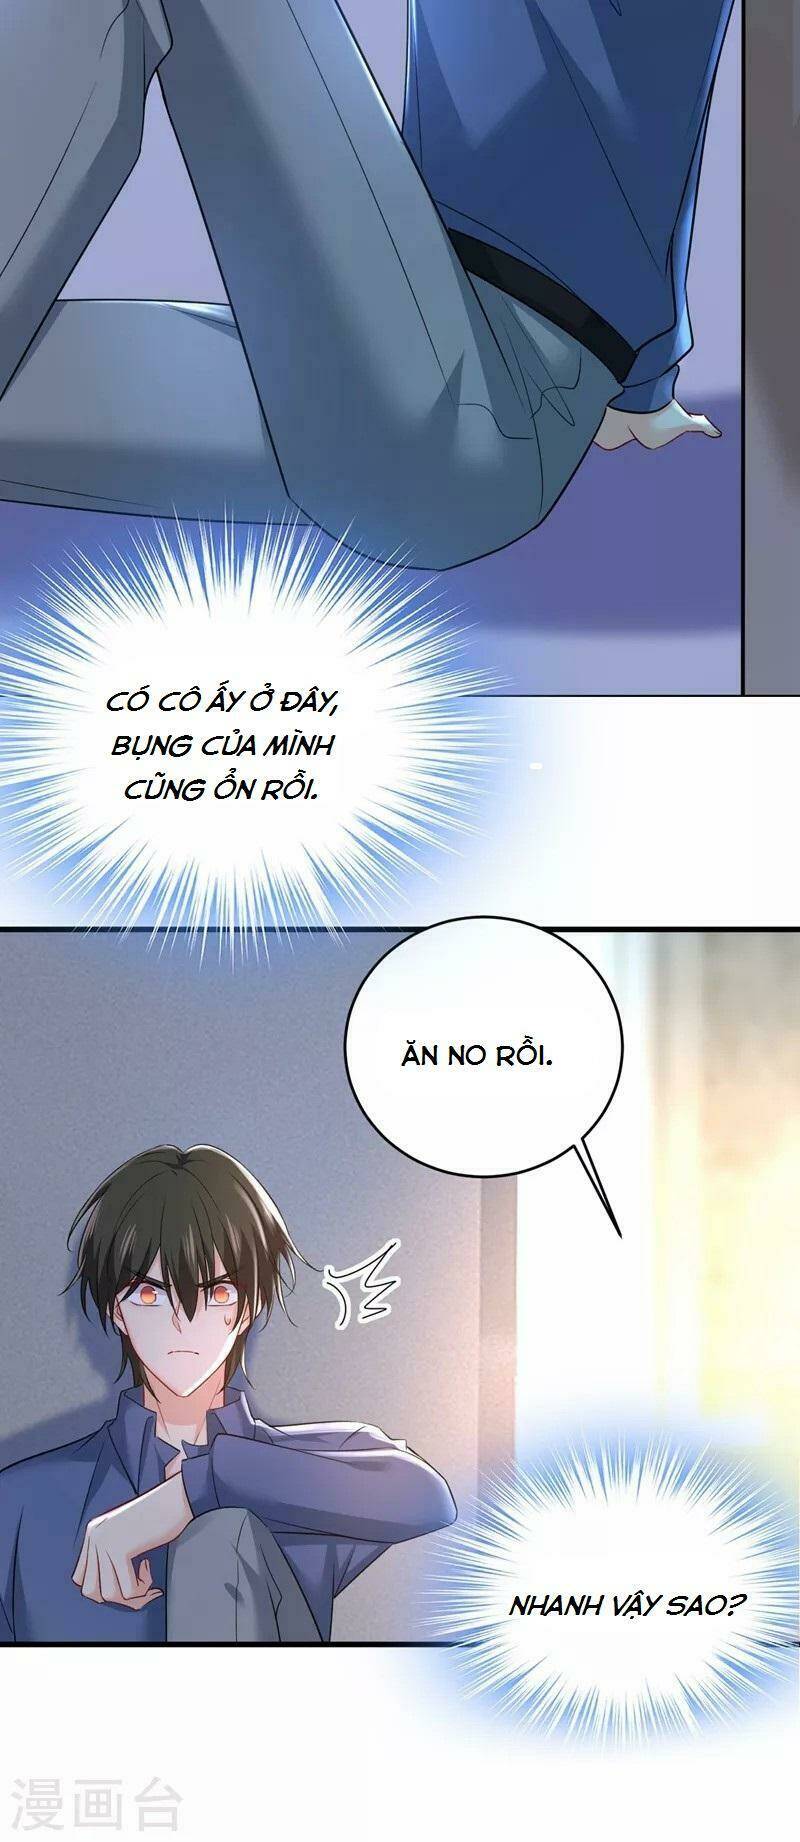 CÓ CÔ ẤY Ở ĐÂY,
BỤNG CỦA MÌNH
CŨNG ỔN RỒI.
ĂN NO RỒI.
NHANH VẬY SAO?
漫画台